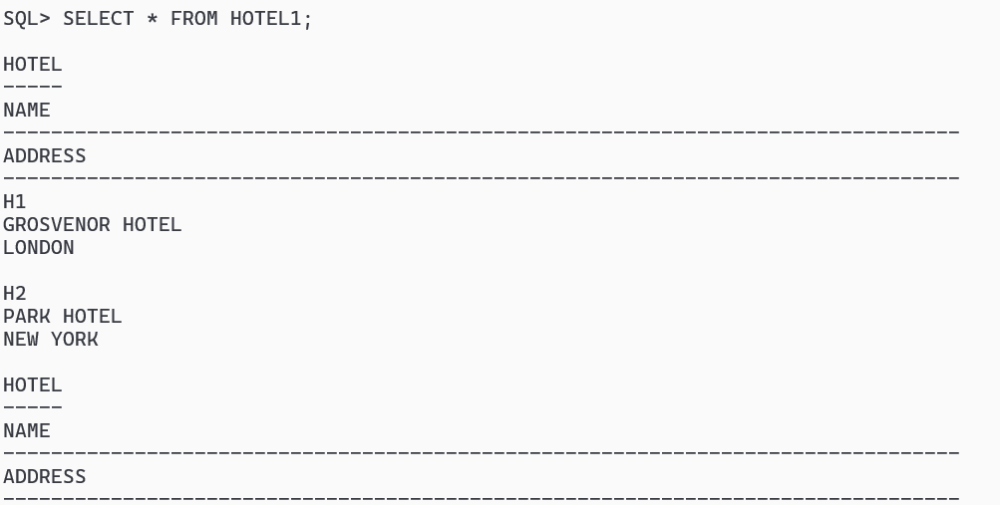 SQL> SELECT * FROM HOTEL1;
HOTEL
-----
NAME
--------------------------------------------------------------------------------
ADDRESS
--------------------------------------------------------------------------------
H1
GROSVENOR HOTEL
LONDON
H2
PARK HOTEL
NEW YORK
HOTEL
-----
NAME
--------------------------------------------------------------------------------
ADDRESS
--------------------------------------------------------------------------------